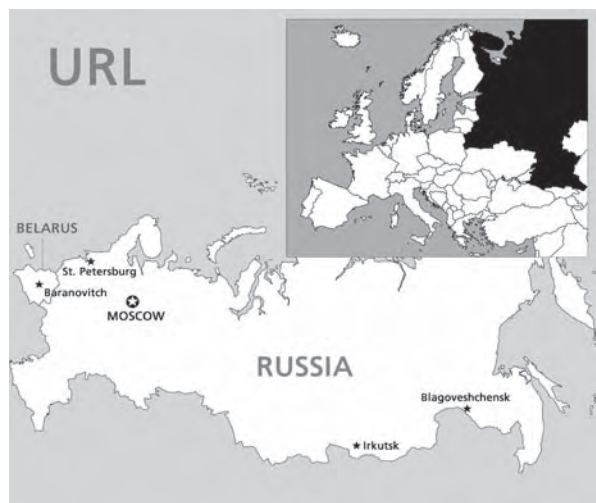 URL
BELARUS
St. Petersburg
Baranovitch
MOSCOW
RUSSIA
Blagoveshchensk
Irkutsk